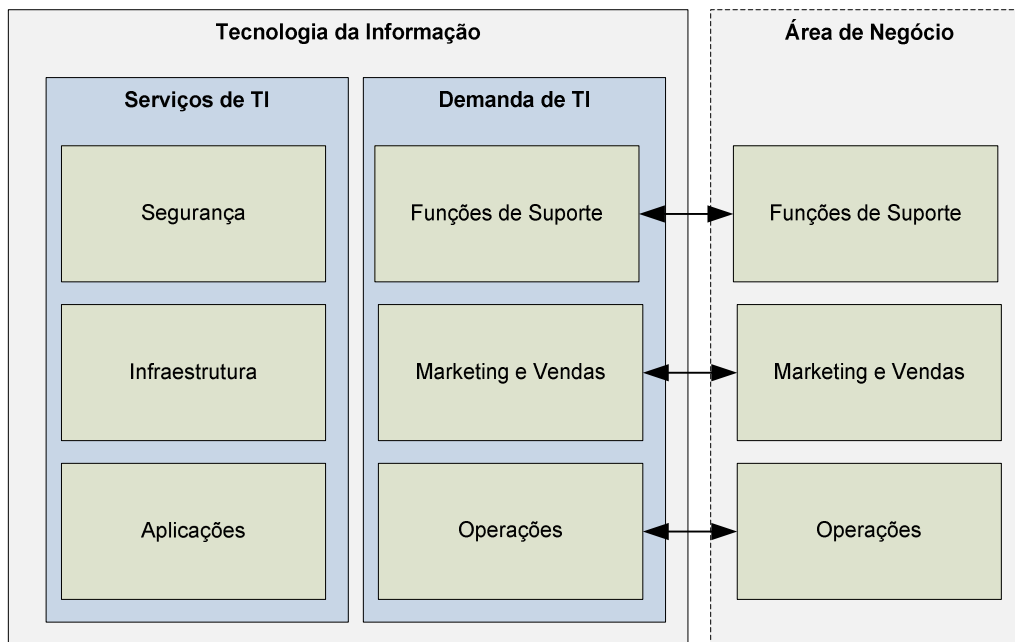 Tecnologia da Informação
Área de Negócio
Serviços de TI
Demanda de TI
Segurança
Funções de Suporte
Funções de Suporte
Infraestrutura
Marketing e Vendas
Marketing e Vendas
Aplicações
Operações
Operações